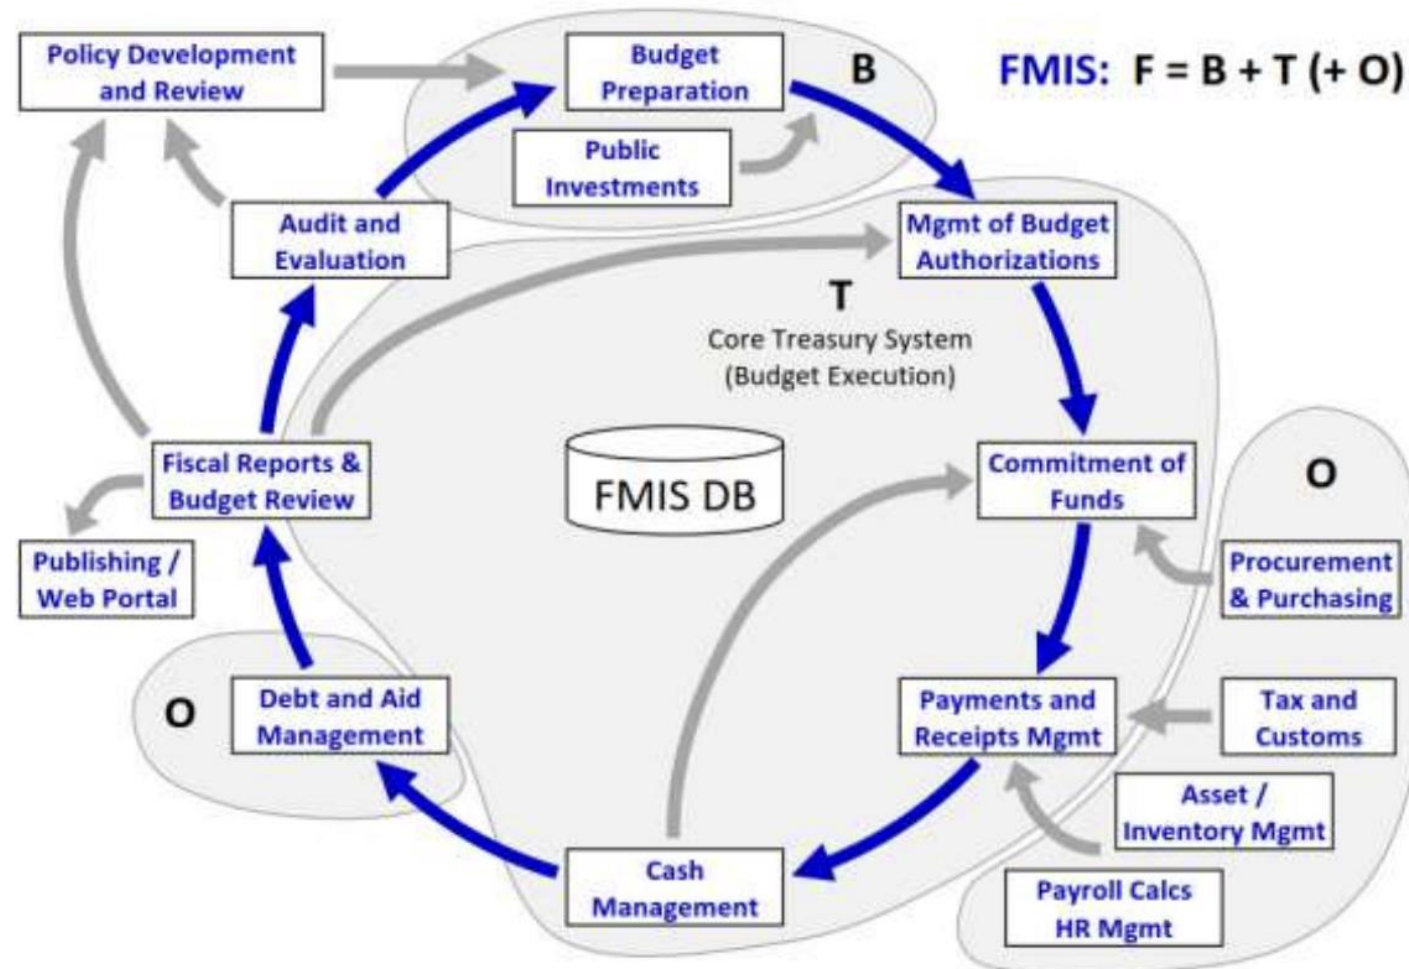 Policy Development
and Review
Budget
Preparation
B
FMIS: F = B + T (+ O)
Public
Investments
Audit and
Evaluation
Mgmt of Budget
Authorizations
T
Core Treasury System
(Budget Execution)
Fiscal Reports &
Budget Review
FMIS DB
Commitment of
Funds
O
Publishing /
Web Portal
Procurement
& Purchasing
O
Debt and Aid
Management
Payments and
Receipts Mgmt
Tax and
Customs
Asset /
Inventory Mgmt
Cash
Management
Payroll Calcs
HR Mgmt